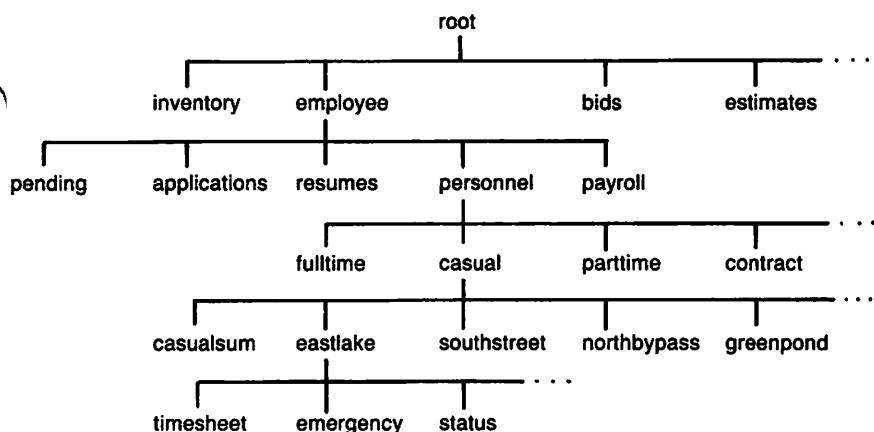 root
inventory employee bids estimates
pending applications resumes personnel payroll
fulltime casual parttime contract
casualsum eastlake southstreet northbypass greenpond
timesheet emergency status